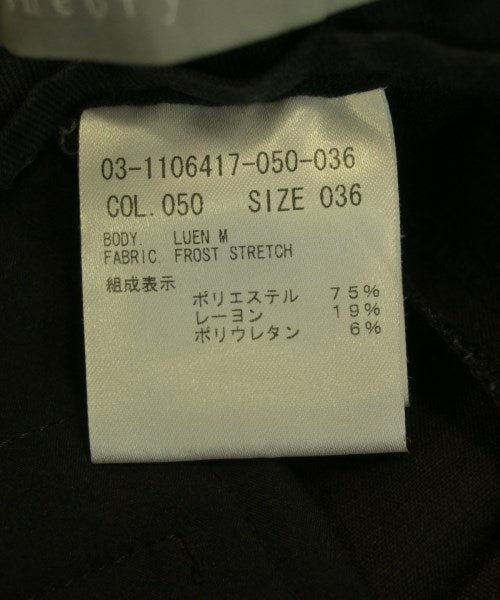 theory
03-1106417-050-036
COL.050 SIZE 036
BODY. LUEN M
FABRIC. FROST STRETCH
組成表示
ポリエステル 75%
レーヨン 19%
ポリウレタン 6%